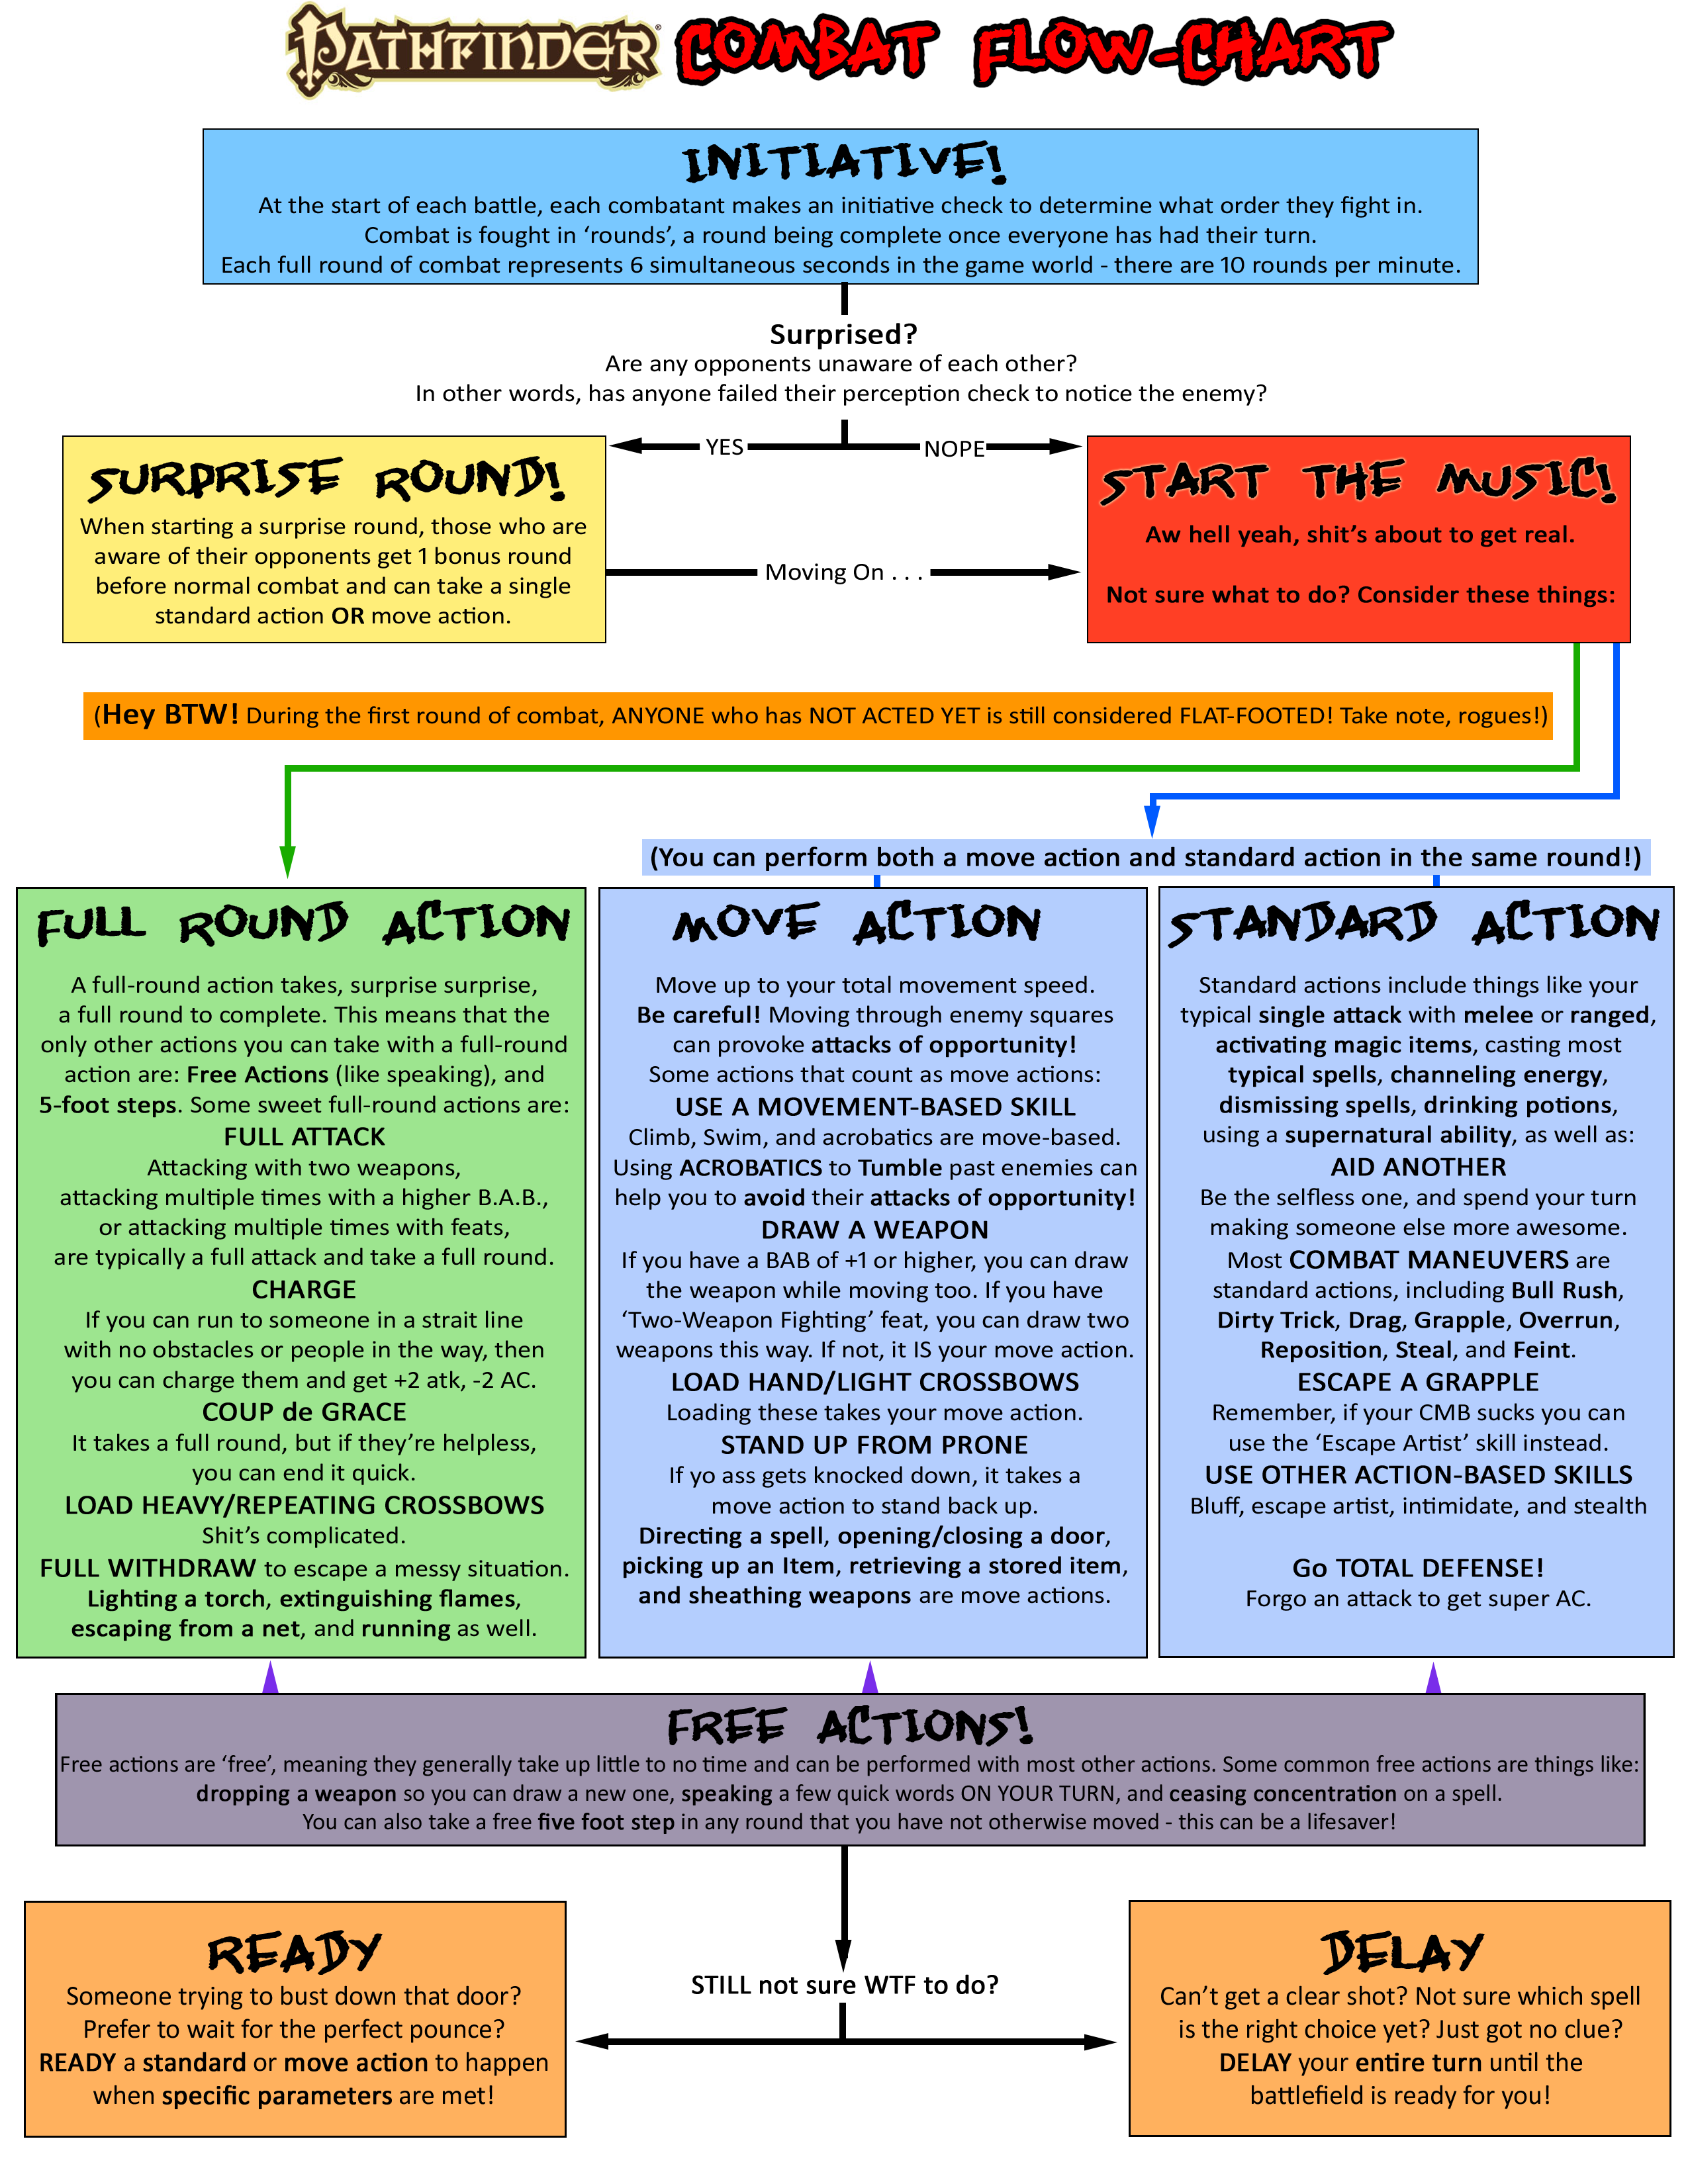 PATHFINDER® COMBAT FLOW-CHART
INITIATIVE!
At the start of each battle, each combatant makes an initiative check to determine what order they fight in.
Combat is fought in ‘rounds’, a round being complete once everyone has had their turn.
Each full round of combat represents 6 simultaneous seconds in the game world - there are 10 rounds per minute.
Surprised?
Are any opponents unaware of each other?
In other words, has anyone failed their perception check to notice the enemy?
YES
NOPE
SURPRISE ROUND!
When starting a surprise round, those who are
aware of their opponents get 1 bonus round
before normal combat and can take a single
standard action OR move action.
Moving On . . .
START THE MUSIC!
Aw hell yeah, shit’s about to get real.
Not sure what to do? Consider these things:
(Hey BTW! During the first round of combat, ANYONE who has NOT ACTED YET is still considered FLAT-FOOTED! Take note, rogues!)
(You can perform both a move action and standard action in the same round!)
FULL ROUND ACTION
A full-round action takes, surprise surprise,
a full round to complete. This means that the
only other actions you can take with a full-round
action are: Free Actions (like speaking), and
5-foot steps. Some sweet full-round actions are:
FULL ATTACK
Attacking with two weapons,
attacking multiple times with a higher B.A.B.,
or attacking multiple times with feats,
are typically a full attack and take a full round.
CHARGE
If you can run to someone in a strait line
with no obstacles or people in the way, then
you can charge them and get +2 atk, -2 AC.
COUP de GRACE
It takes a full round, but if they’re helpless,
you can end it quick.
LOAD HEAVY/REPEATING CROSSBOWS
Shit’s complicated.
FULL WITHDRAW to escape a messy situation.
Lighting a torch, extinguishing flames,
escaping from a net, and running as well.
MOVE ACTION
Move up to your total movement speed.
Be careful! Moving through enemy squares
can provoke attacks of opportunity!
Some actions that count as move actions:
USE A MOVEMENT-BASED SKILL
Climb, Swim, and acrobatics are move-based.
Using ACROBATICS to Tumble past enemies can
help you to avoid their attacks of opportunity!
DRAW A WEAPON
If you have a BAB of +1 or higher, you can draw
the weapon while moving too. If you have
‘Two-Weapon Fighting’ feat, you can draw two
weapons this way. If not, it IS your move action.
LOAD HAND/LIGHT CROSSBOWS
Loading these takes your move action.
STAND UP FROM PRONE
If yo ass gets knocked down, it takes a
move action to stand back up.
Directing a spell, opening/closing a door,
picking up an Item, retrieving a stored item,
and sheathing weapons are move actions.
STANDARD ACTION
Standard actions include things like your
typical single attack with melee or ranged,
activating magic items, casting most
typical spells, channeling energy,
dismissing spells, drinking potions,
using a supernatural ability, as well as:
AID ANOTHER
Be the selfless one, and spend your turn
making someone else more awesome.
Most COMBAT MANEUVERS are
standard actions, including Bull Rush,
Dirty Trick, Drag, Grapple, Overrun,
Reposition, Steal, and Feint.
ESCAPE A GRAPPLE
Remember, if your CMB sucks you can
use the ‘Escape Artist’ skill instead.
USE OTHER ACTION-BASED SKILLS
Bluff, escape artist, intimidate, and stealth
Go TOTAL DEFENSE!
Forgo an attack to get super AC.
FREE ACTIONS!
Free actions are ‘free’, meaning they generally take up little to no time and can be performed with most other actions. Some common free actions are things like:
dropping a weapon so you can draw a new one, speaking a few quick words ON YOUR TURN, and ceasing concentration on a spell.
You can also take a free five foot step in any round that you have not otherwise moved - this can be a lifesaver!
READY
Someone trying to bust down that door?
Prefer to wait for the perfect pounce?
READY a standard or move action to happen
when specific parameters are met!
STILL not sure WTF to do?
DELAY
Can’t get a clear shot? Not sure which spell
is the right choice yet? Just got no clue?
DELAY your entire turn until the
battlefield is ready for you!